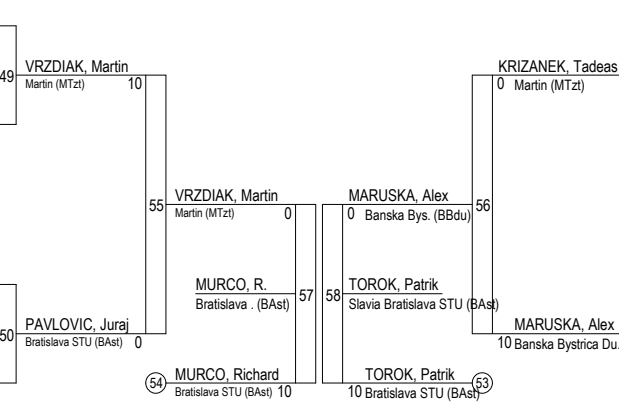 49
VRZDIAK, Martin
Martin (MTzt) 10
KRIZANEK, Tadeas
0 Martin (MTzt)
55
VRZDIAK, Martin
Martin (MTzt) 0
MARUSKA, Alex
0 Banska Bys. (BBdu)
56
MURCO, R.
Bratislava . (BAst)
57
58
TOROK, Patrik
Slavia Bratislava STU (BAst)
50
PAVLOVIC, Juraj
Bratislava STU (BAst) 0
MARUSKA, Alex
10 Banska Bystrica Du.
54
MURCO, Richard
Bratislava STU (BAst) 10
TOROK, Patrik
10 Bratislava STU (BAst)
53